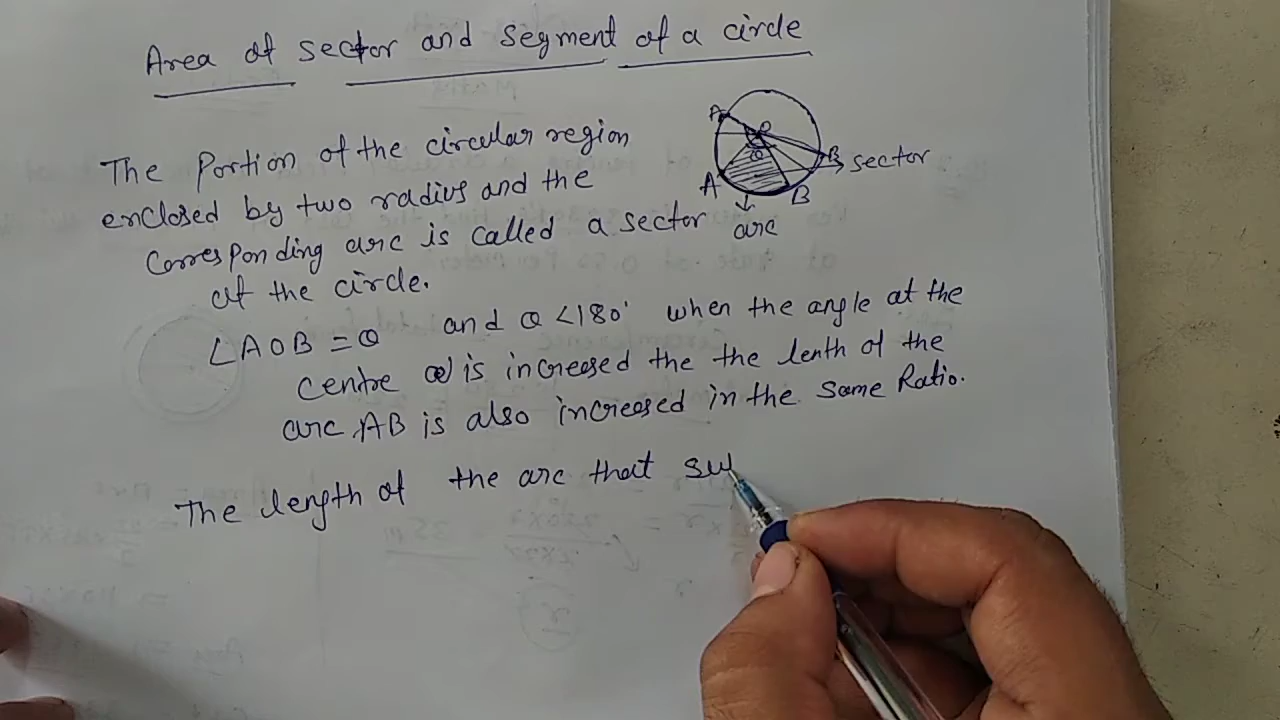 Area of sector and segment of a circle
The Portion of the circular region
enclosed by two radius and the
Corresponding arc is called a sector
of the circle.
A
O
θ
B
A
B
sector
arc
∠AOB = θ and θ <180° when the angle at the
Centre (θ) is increased the the lenth of the
arc AB is also increased in the same Ratio.
The length of the arc that su